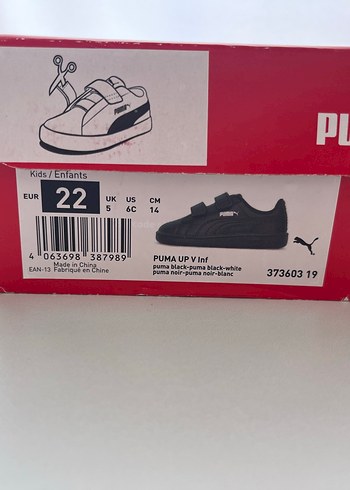 PU
Kids / Enfants
EUR 22 UK 5 US 6C CM 14
PUMA
4 063698 387989
Made in China
EAN-13 Fabriqué en Chine
PUMA UP V Inf
puma black-puma black-white
puma noir-puma noir-blanc
373603 19